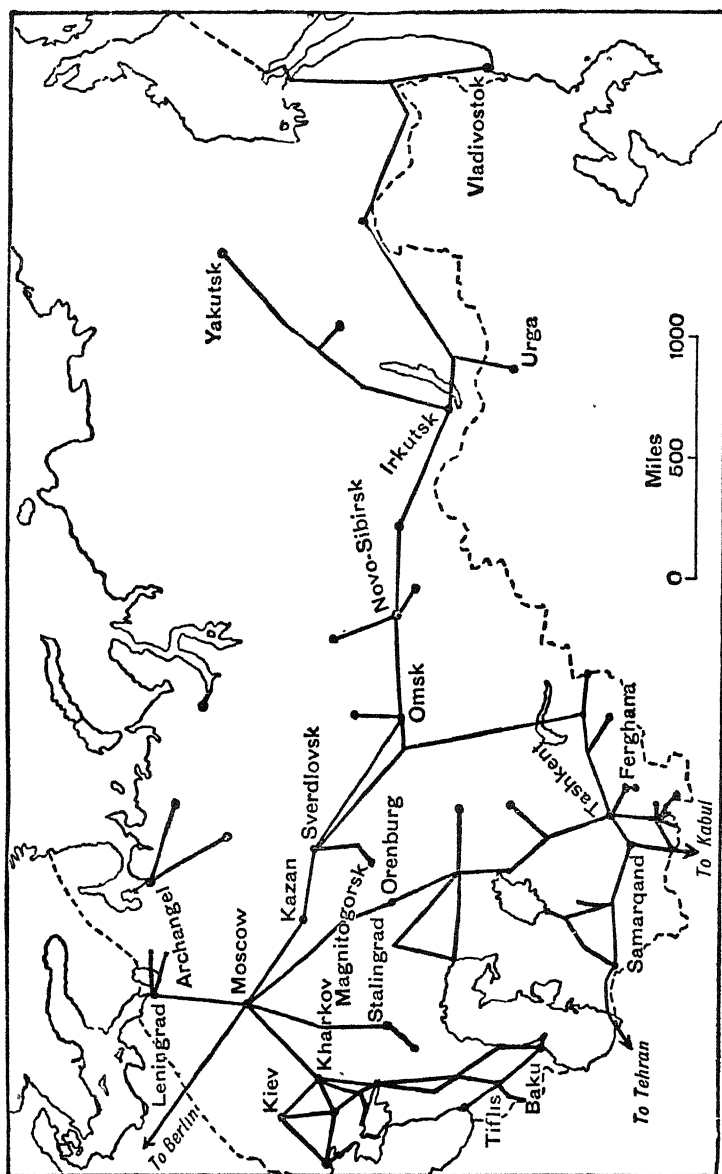 To Berlin
Leningrad
Archangel
Moscow
Kiev
Kharkov
Kazan
Sverdlovsk
Magnitogorsk
Stalingrad
Orenburg
Tiflis
Baku
To Tehran
Samarqand
To Kabul
Tashkent
Ferghana
Omsk
Novo-Sibirsk
Irkutsk
Yakutsk
Urga
Vladivostok
Miles
0 500 1000